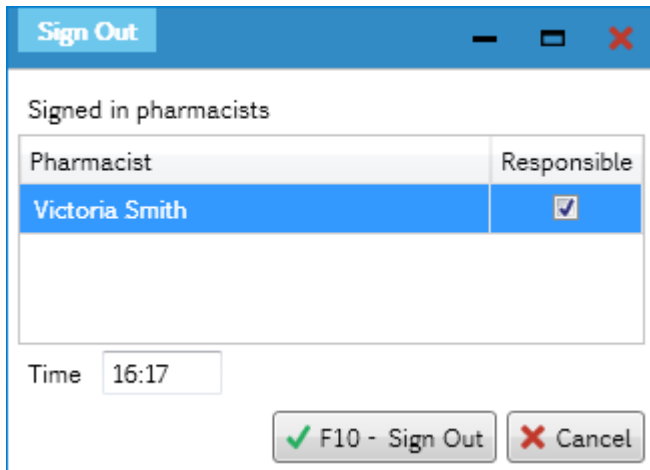 Sign Out
Signed in pharmacists
Pharmacist Responsible
Victoria Smith
Time 16:17
F10 - Sign Out Cancel